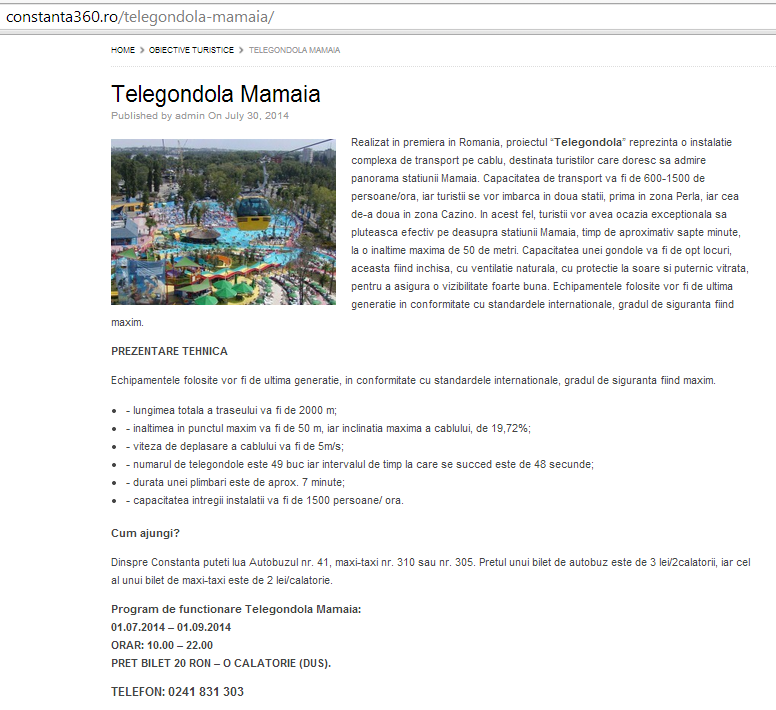 constanta360.ro/telegondola-mamaia/
HOME > OBIECTIVE TURISTICE > TELEGONDOLA MAMAIA
Telegondola Mamaia
Published by admin On July 30, 2014
Realizat in premiera in Romania, proiectul “Telegondola” reprezinta o instalatie
complexa de transport pe cablu, destinata turistilor care doresc sa admire
panorama statiunii Mamaia. Capacitatea de transport va fi de 600-1500 de
persoane/ora, iar turistii se vor imbarca in doua statii, prima in zona Perla, iar cea
de-a doua in zona Cazino. In acest fel, turistii vor avea ocazia exceptionala sa
pluteasca efectiv pe deasupra statiunii Mamaia, timp de aproximativ sapte minute,
la o inaltime maxima de 50 de metri. Capacitatea unei gondole va fi de opt locuri,
aceasta fiind inchisa, cu ventilatie naturala, cu protectie la soare si puternic vitrata,
pentru a asigura o vizibilitate foarte buna. Echipamentele folosite vor fi de ultima
generatie in conformitate cu standardele internationale, gradul de siguranta fiind
maxim.
PREZENTARE TEHNICA
Echipamentele folosite vor fi de ultima generatie, in conformitate cu standardele internationale, gradul de siguranta fiind maxim.
• - lungimea totala a traseului va fi de 2000 m;
• - inaltimea in punctul maxim va fi de 50 m, iar inclinatia maxima a cablului, de 19,72%;
• - viteza de deplasare a cablului va fi de 5m/s;
• - numarul de telegondole este 49 buc iar intervalul de timp la care se succed este de 48 secunde;
• - durata unei plimbari este de aprox. 7 minute;
• - capacitatea intregii instalatii va fi de 1500 persoane/ ora.
Cum ajungi?
Dinspre Constanta puteti lua Autobuzul nr. 41, maxi-taxi nr. 310 sau nr. 305. Pretul unui bilet de autobuz este de 3 lei/2calatorii, iar cel
al unui bilet de maxi-taxi este de 2 lei/calatorie.
Program de functionare Telegondola Mamaia:
01.07.2014 – 01.09.2014
ORAR: 10.00 – 22.00
PRET BILET 20 RON – O CALATORIE (DUS).
TELEFON: 0241 831 303